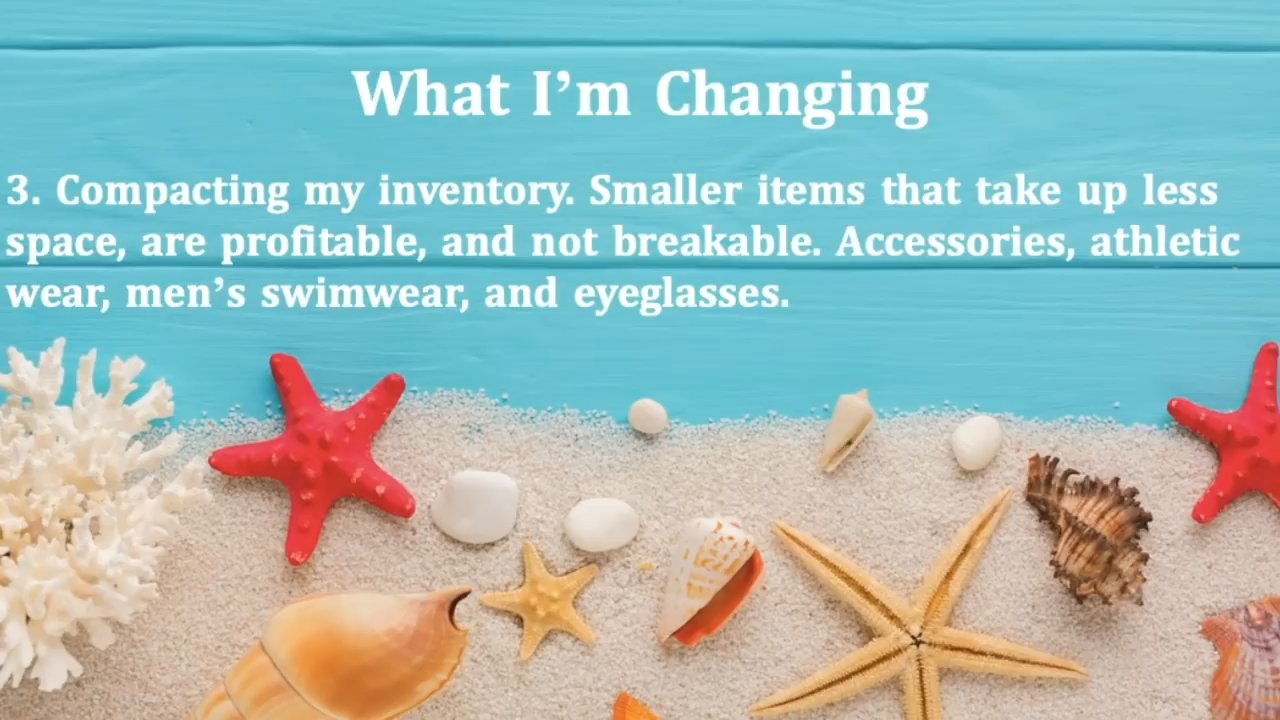 What I’m Changing
3. Compacting my inventory. Smaller items that take up less
space, are profitable, and not breakable. Accessories, athletic
wear, men’s swimwear, and eyeglasses.